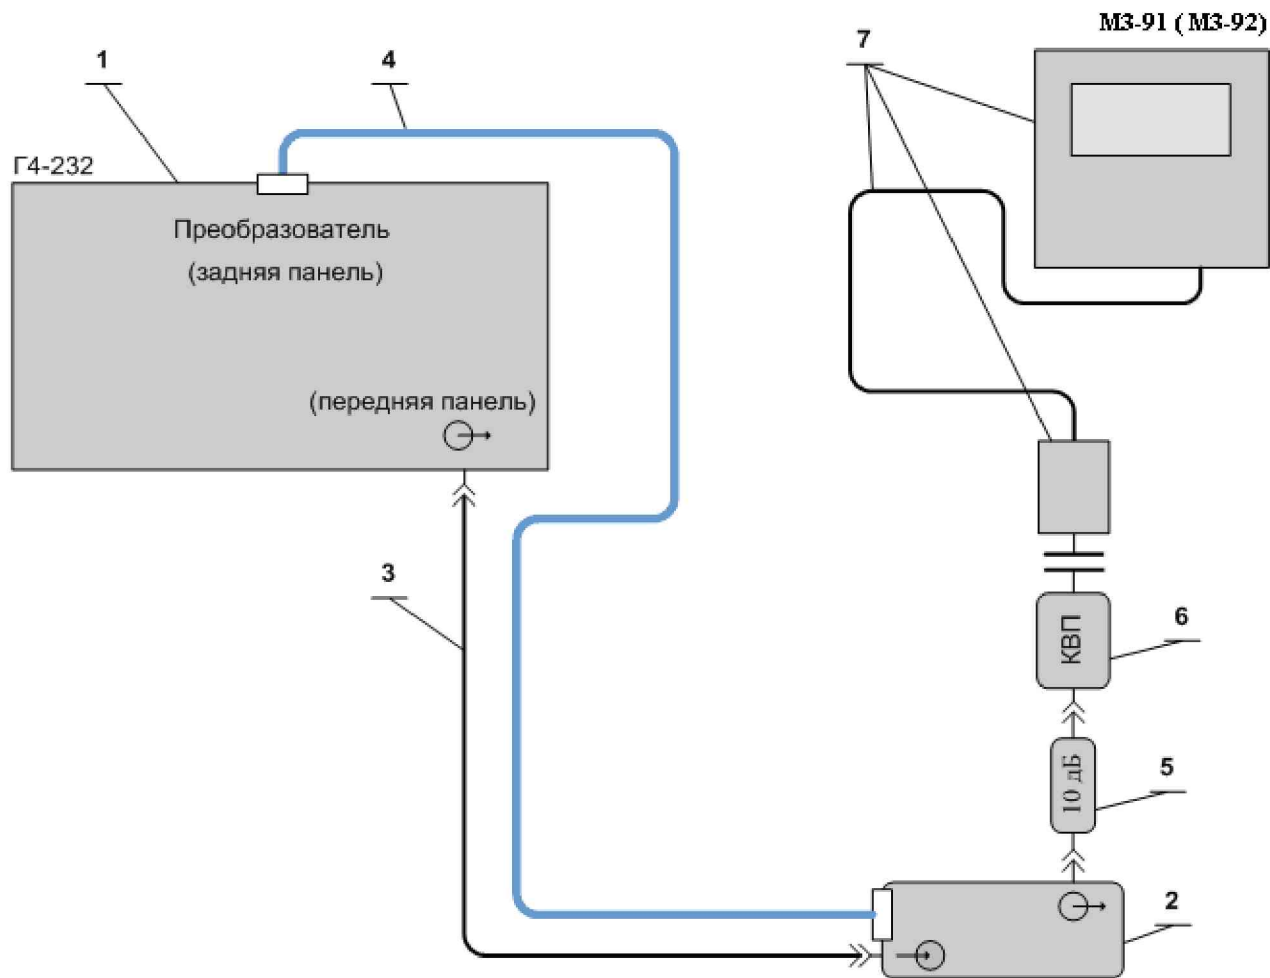 М3-91 ( М3-92)
1
4
7
Г4-232
Преобразователь
(задняя панель)
(передняя панель)
3
КВП
6
10 дБ
5
2